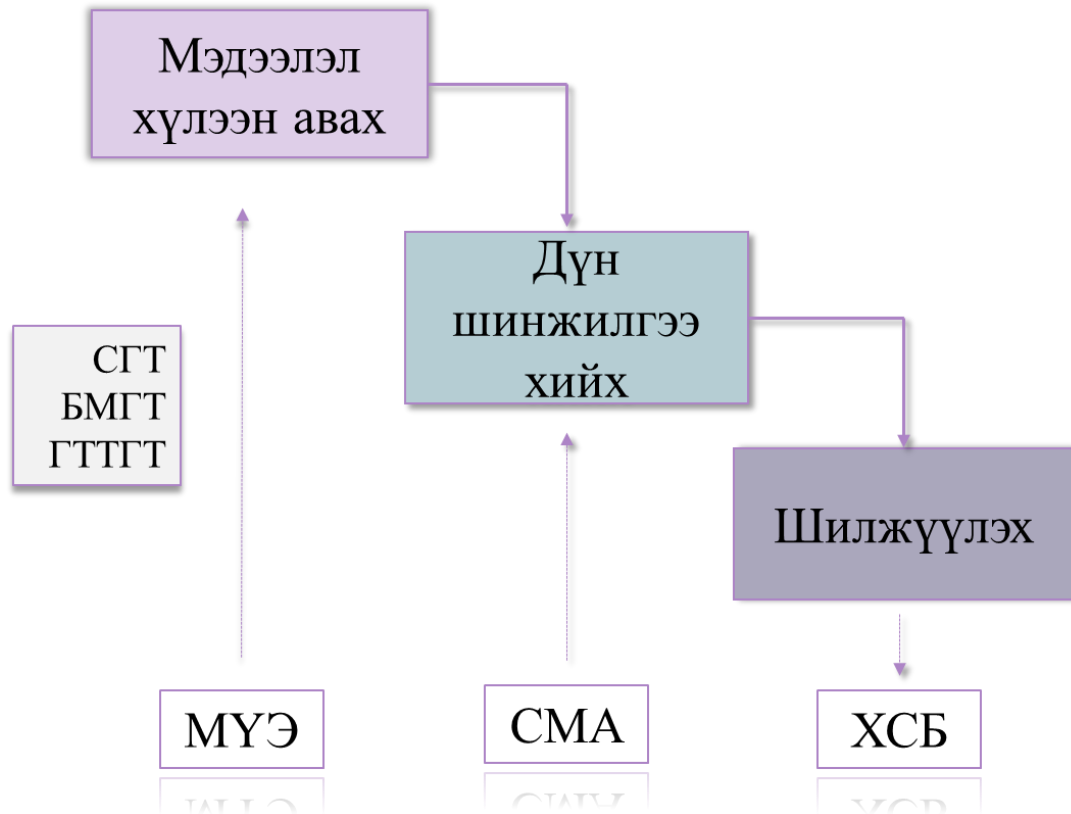 Мэдээлэл
хүлээн авах
Дүн
шинжилгээ
хийх
СГТ
БМГТ
ГТТГТ
Шилжүүлэх
МҮЭ
СМА
ХСБ